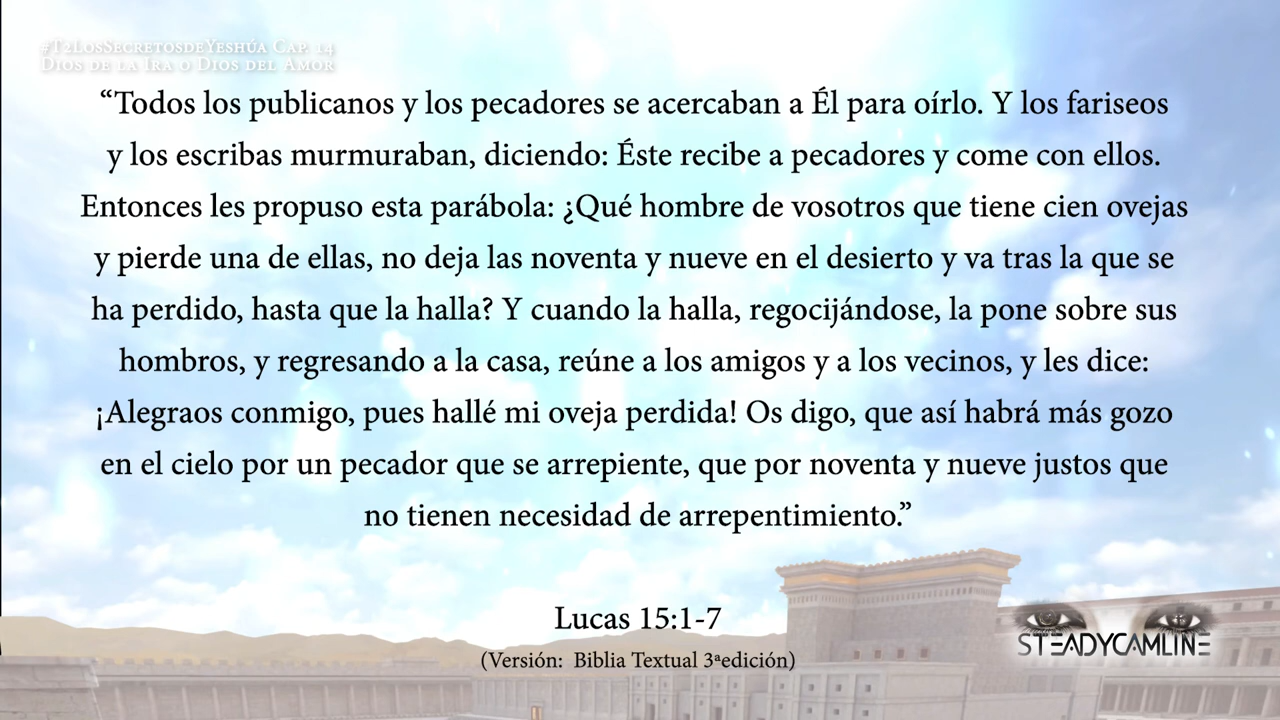 #T2LosSecretosdeYeshúa Cap. 14
Dios de la Ira o Dios del Amor
“Todos los publicanos y los pecadores se acercaban a Él para oírlo. Y los fariseos
y los escribas murmuraban, diciendo: Éste recibe a pecadores y come con ellos.
Entonces les propuso esta parábola: ¿Qué hombre de vosotros que tiene cien ovejas
y pierde una de ellas, no deja las noventa y nueve en el desierto y va tras la que se
ha perdido, hasta que la halla? Y cuando la halla, regocijándose, la pone sobre sus
hombros, y regresando a la casa, reúne a los amigos y a los vecinos, y les dice:
¡Alegraos conmigo, pues hallé mi oveja perdida! Os digo, que así habrá más gozo
en el cielo por un pecador que se arrepiente, que por noventa y nueve justos que
no tienen necesidad de arrepentimiento.”
Lucas 15:1-7
(Versión: Biblia Textual 3ªedición)
STEADYCAMLINE